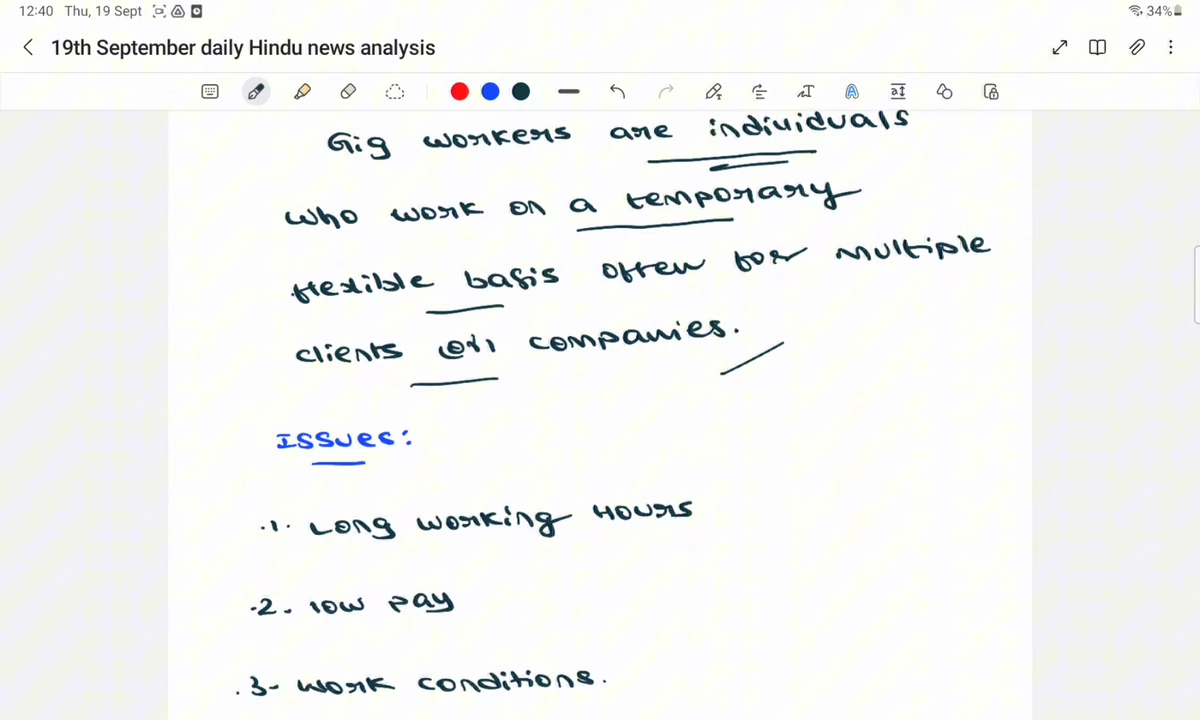 12:40 Thu, 19 Sept 34%
19th September daily Hindu news analysis
Gig workers are individuals
who work on a temporary
flexible basis often for multiple
clients (or) companies.
Issues:
.1. Long working Hours
.2. low pay
.3- work conditions.